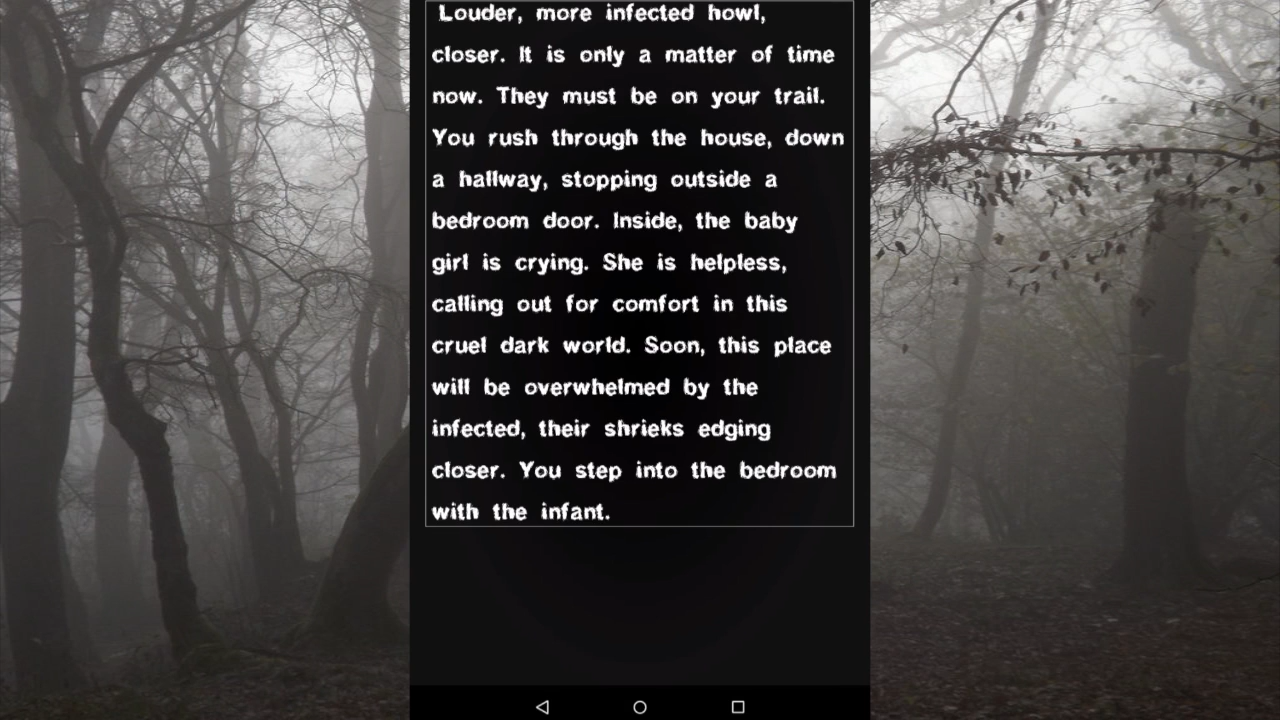 Louder, more infected howl,
closer. It is only a matter of time
now. They must be on your trail.
You rush through the house, down
a hallway, stopping outside a
bedroom door. Inside, the baby
girl is crying. She is helpless,
calling out for comfort in this
cruel dark world. Soon, this place
will be overwhelmed by the
infected, their shrieks edging
closer. You step into the bedroom
with the infant.